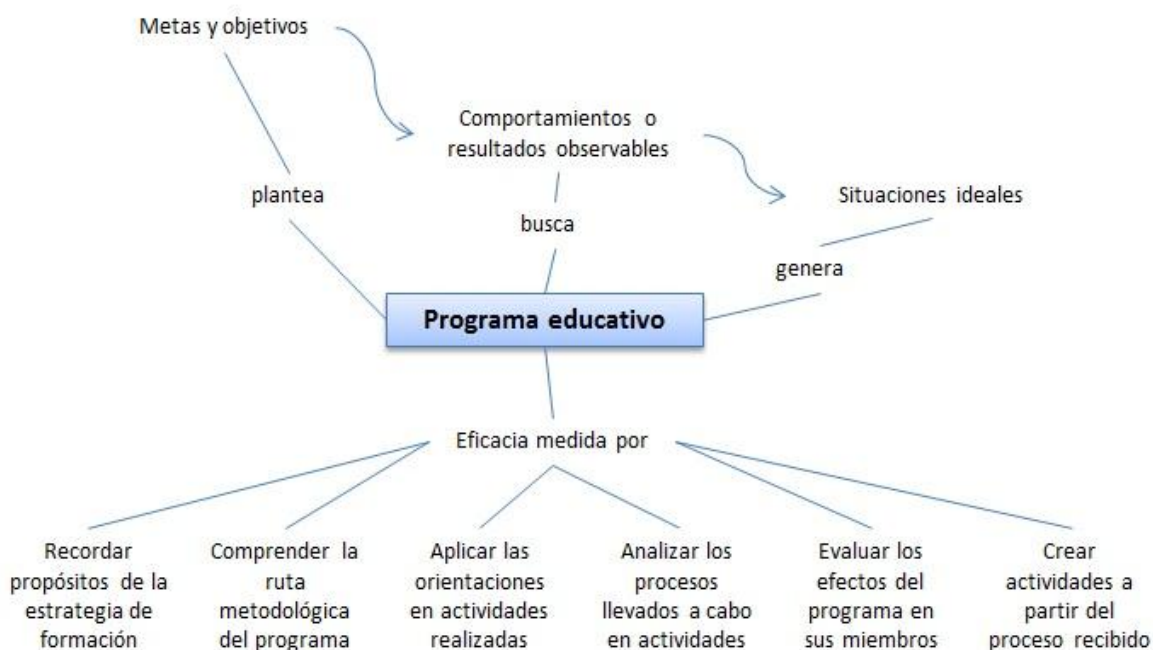 Metas y objetivos
Comportamientos o
resultados observables
Situaciones ideales
plantea
busca
genera
Programa educativo
Eficacia medida por
Recordar
propósitos de la
estrategia de
formación
Comprender la
ruta
metodológica
del programa
Aplicar las
orientaciones
en actividades
realizadas
Analizar los
procesos
llevados a cabo
en actividades
Evaluar los
efectos del
programa en
sus miembros
Crear
actividades a
partir del
proceso recibido